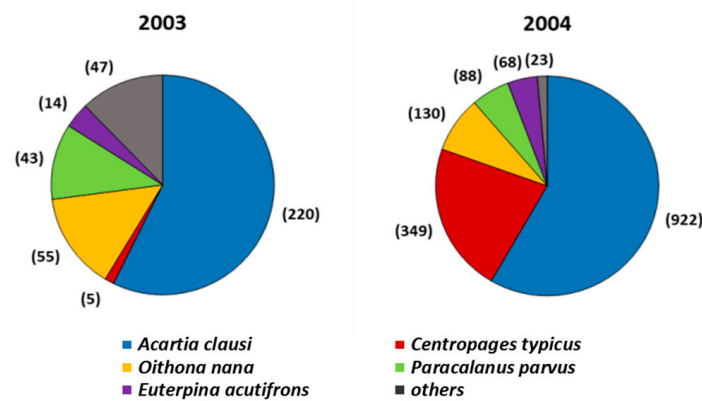 2003
2004
(47)
(14)
(43)
(55)
(5)
(220)
(68) (23)
(88)
(130)
(349)
(922)
Acartia clausi
Centropages typicus
Oithona nana
Paracalanus parvus
Euterpina acutifrons
others